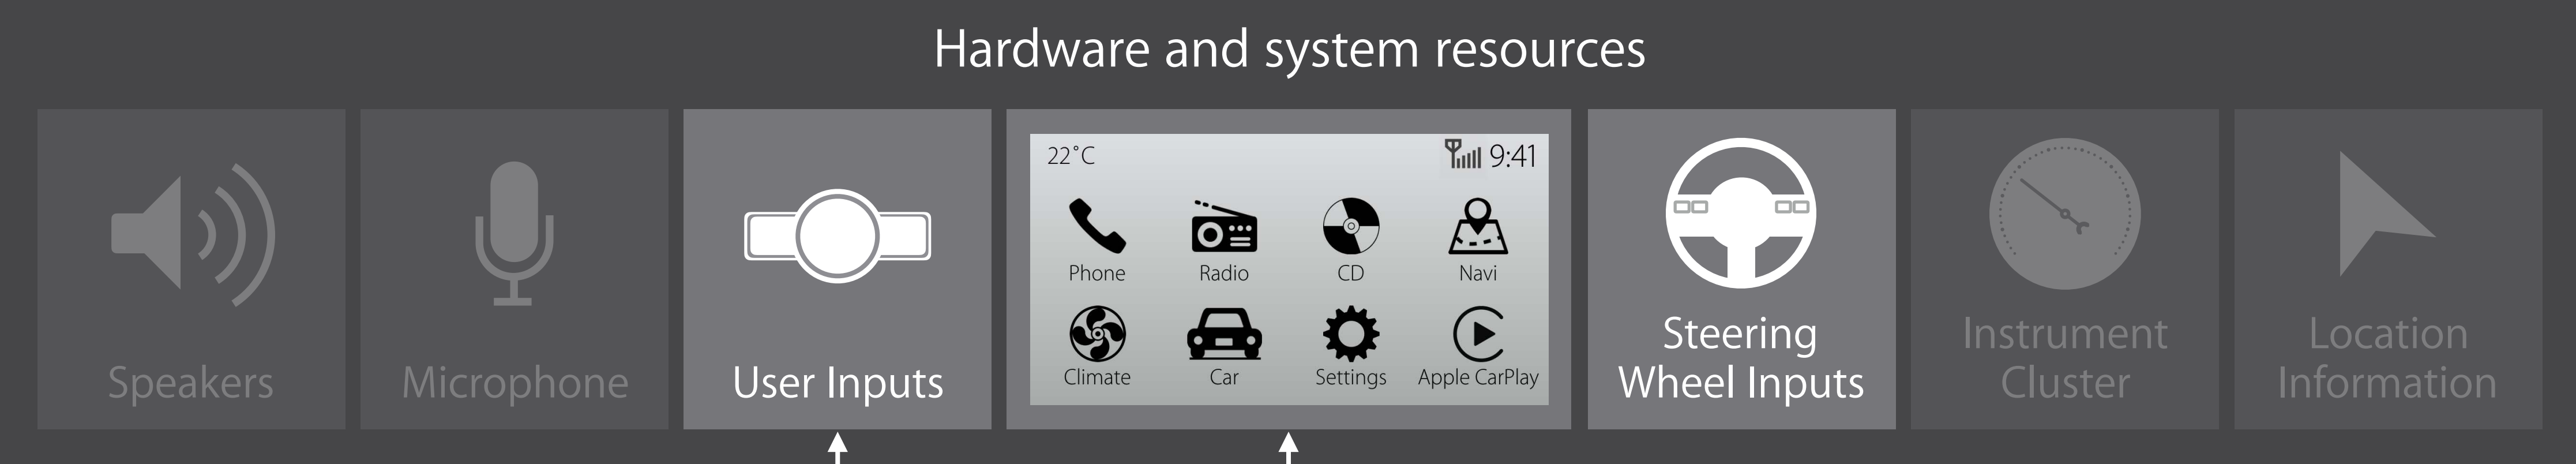 Hardware and system resources
Speakers
Microphone
User Inputs
22°C
9:41
Phone
Radio
CD
Navi
Climate
Car
Settings
Apple CarPlay
Steering
Wheel Inputs
Instrument
Cluster
Location
Information